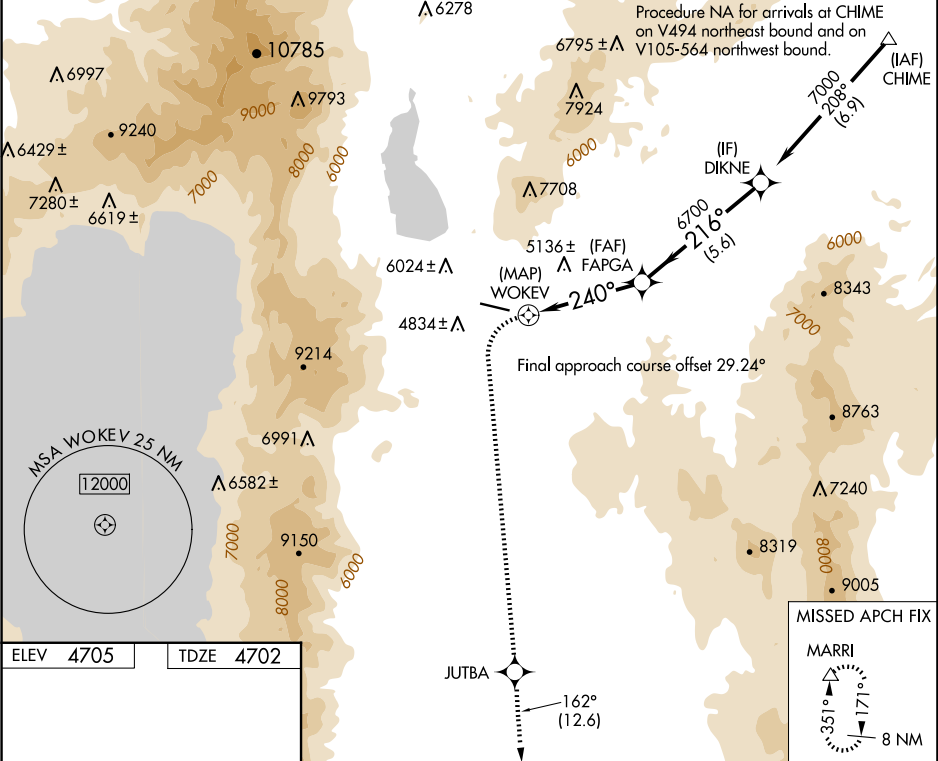 6278
Procedure NA for arrivals at CHIME
on V494 northeast bound and on
V105-564 northwest bound.
6795 ±
10785
(IAF)
CHIME
6997
7000
208°
(6.9)
9793
7924
9000
9240
6429 ±
8000
6000
6000
(IF)
DIKNE
7280 ±
7000
6619 ±
7708
6700
216°
(5.6)
5136 ±
(FAF)
FAPGA
6000
6024 ±
(MAP)
WOKEV
240°
8343
7000
4834 ±
9214
Final approach course offset 29.24°
8763
6991
MSA WOKEV 25 NM
12000
6582 ±
7240
7000
9150
6000
8319
8000
8000
9005
MISSED APCH FIX
MARRI
351°
171°
8 NM
ELEV 4705
TDZE 4702
JUTBA
162°
(12.6)